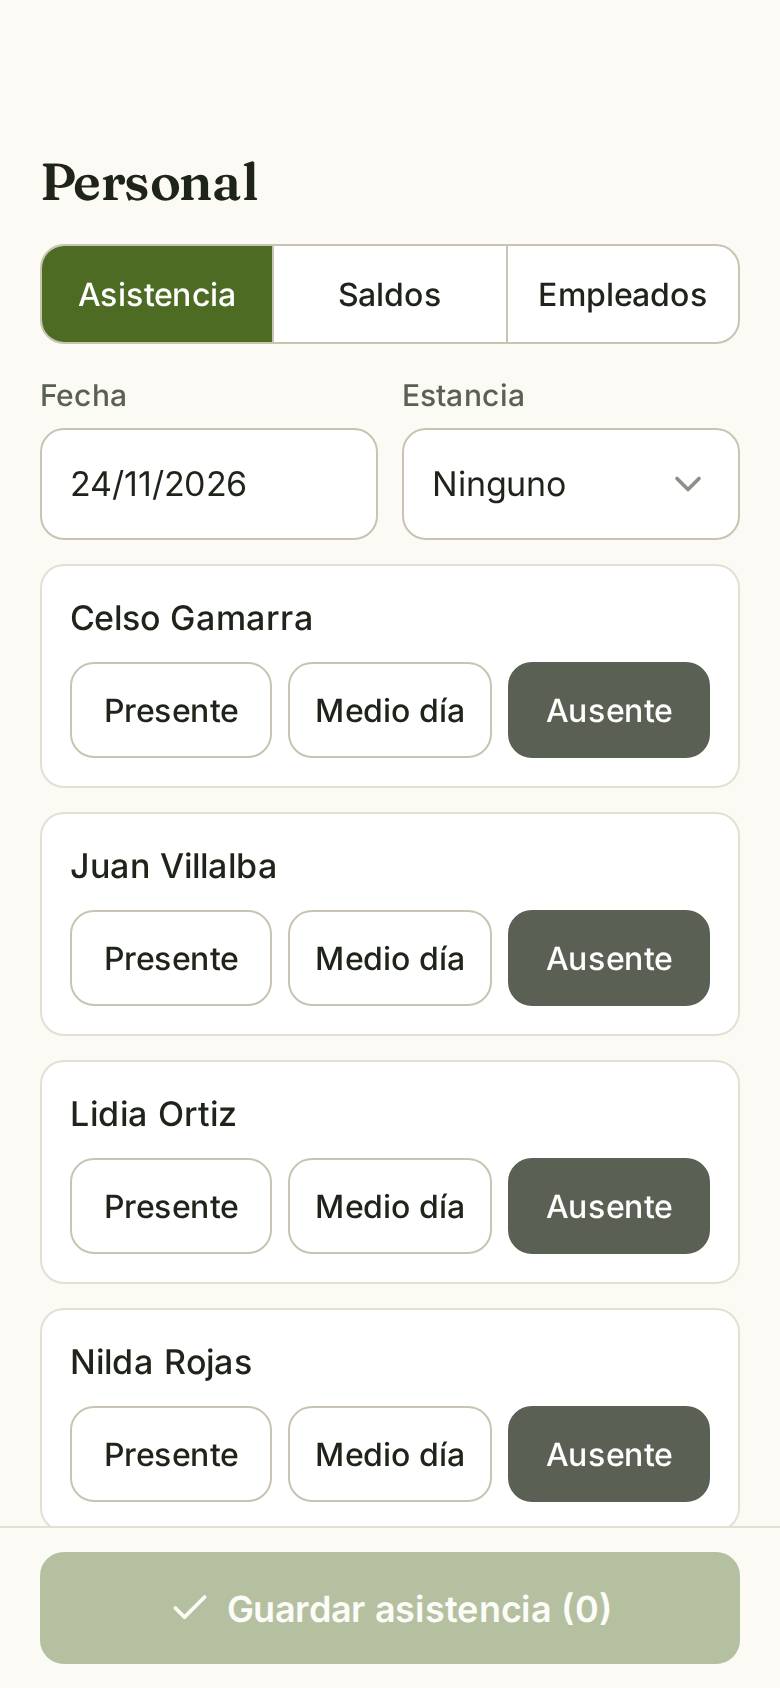 Personal
Asistencia Saldos Empleados
Fecha Estancia
24/11/2026 Ninguno
Celso Gamarra
Presente Medio día Ausente
Juan Villalba
Presente Medio día Ausente
Lidia Ortiz
Presente Medio día Ausente
Nilda Rojas
Presente Medio día Ausente
Guardar asistencia (0)